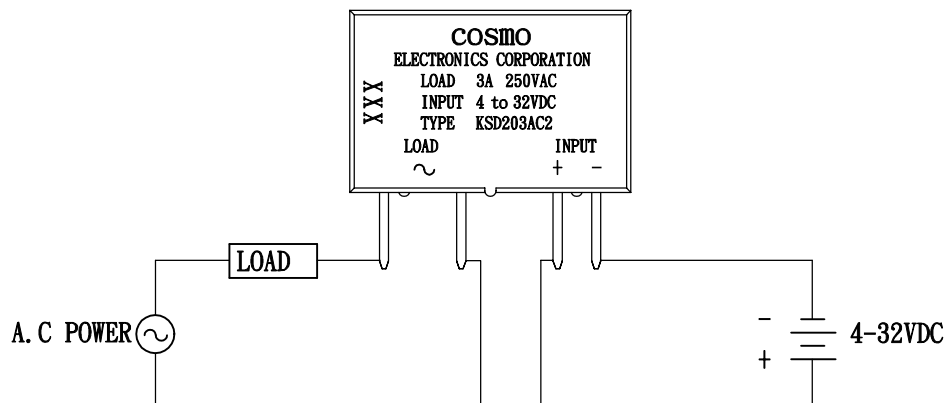 COSMO
ELECTRONICS CORPORATION
LOAD 3A 250VAC
INPUT 4 to 32VDC
TYPE KSD203AC2
XXX
LOAD INPUT
~ + −
LOAD
A.C POWER
−
+
4-32VDC